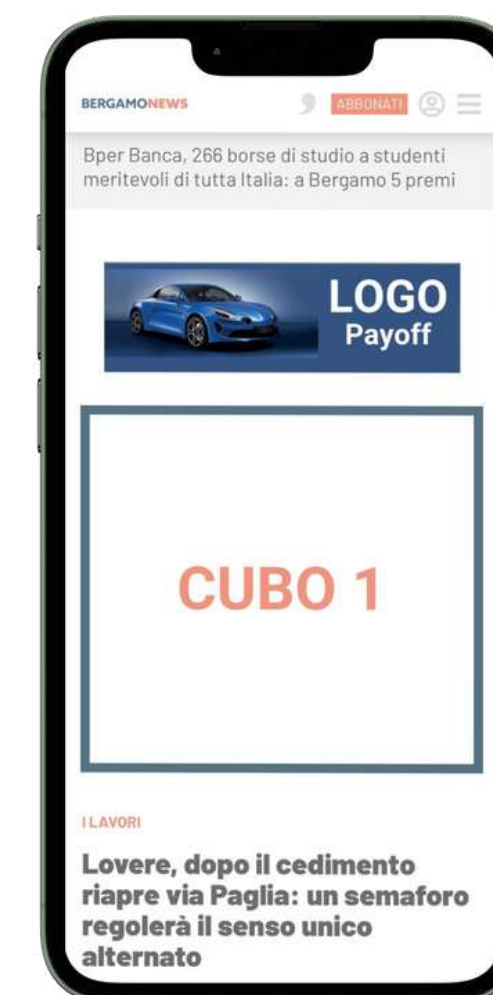 BERGAMONEWS
ABBONATI
Bper Banca, 266 borse di studio a studenti
meritevoli di tutta Italia: a Bergamo 5 premi
LOGO
Payoff
CUBO 1
I LAVORI
Lovere, dopo il cedimento
riapre via Paglia: un semaforo
regolerà il senso unico
alternato